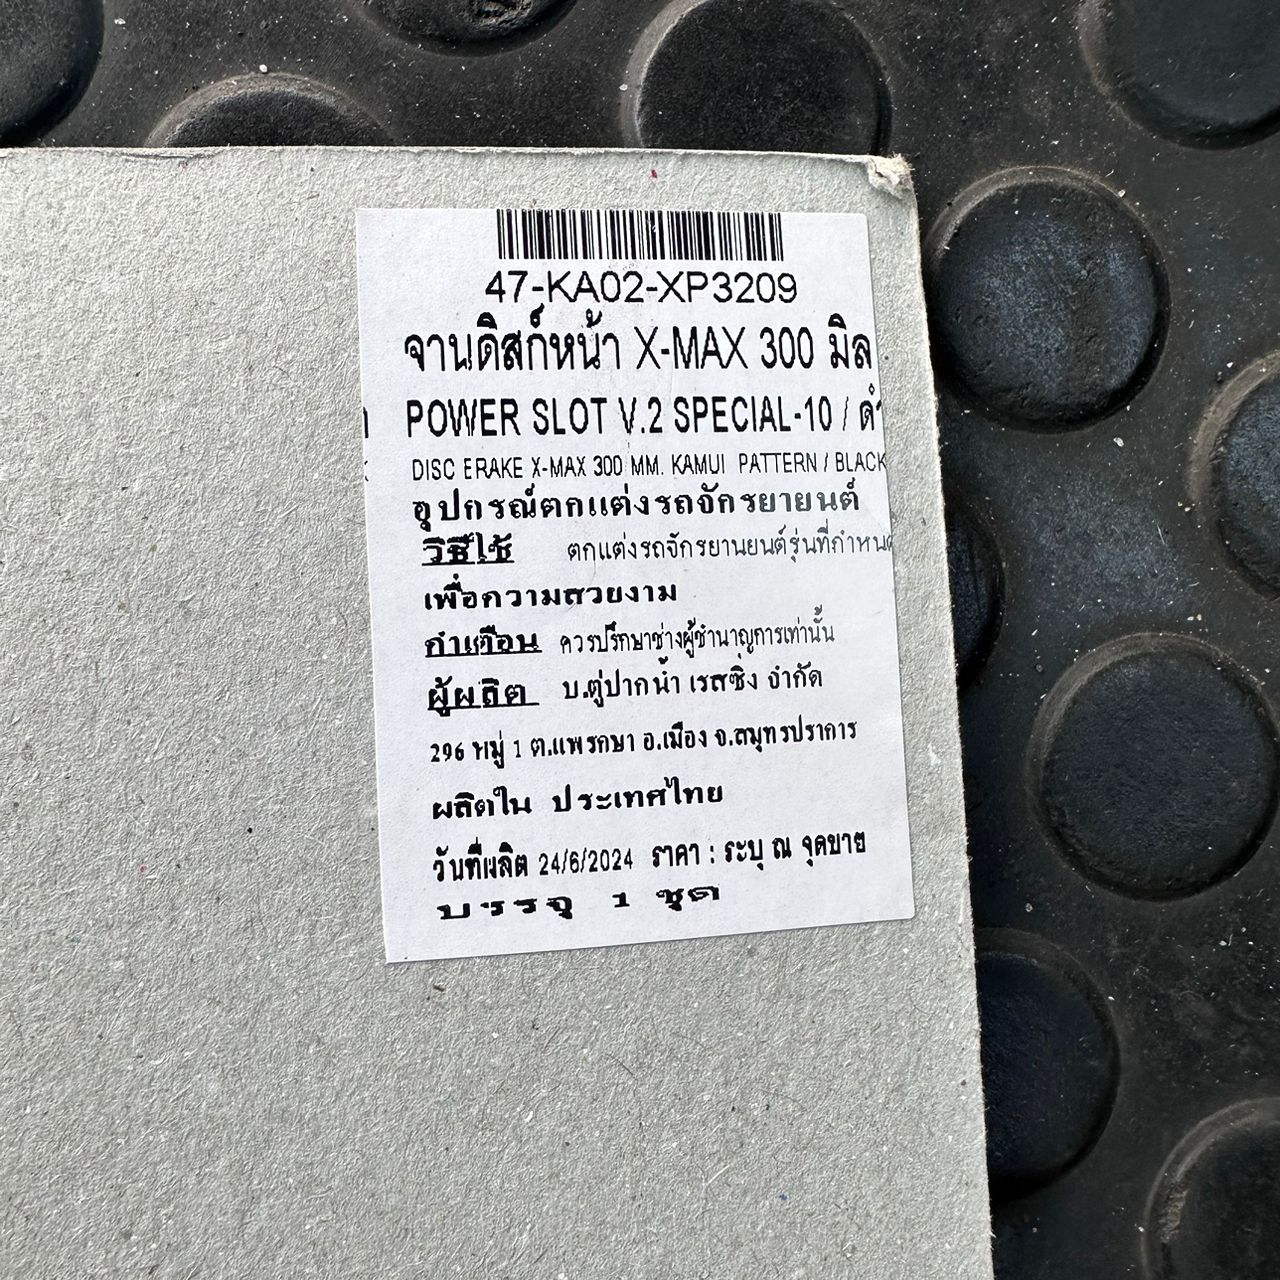 47-KA02-XP3209
จานดิสก์หน้า X-MAX 300 มิล
POWER SLOT V.2 SPECIAL-10 / ดำ
DISC ERAKE X-MAX 300 MM. KAMUI PATTERN / BLACK
อุปกรณ์ตกแต่งรถจักรยายนต์
วิธีใช้ ตกแต่งรถจักรยานยนต์รุ่นที่กำหนด
เพื่อความสวยงาม
คำเตือน ควรปรึกษาช่างผู้ชำนาญการเท่านั้น
ผู้ผลิต บ.ตู่ปากน้ำ เรสซิ่ง จำกัด
296 หมู่ 1 ต.แพรกษา อ.เมือง จ.สมุทรปราการ
ผลิตใน ประเทศไทย
วันที่ผลิต 24/6/2024 ราคา : ระบุ ณ จุดขาย
บรรจุ 1 ชุด